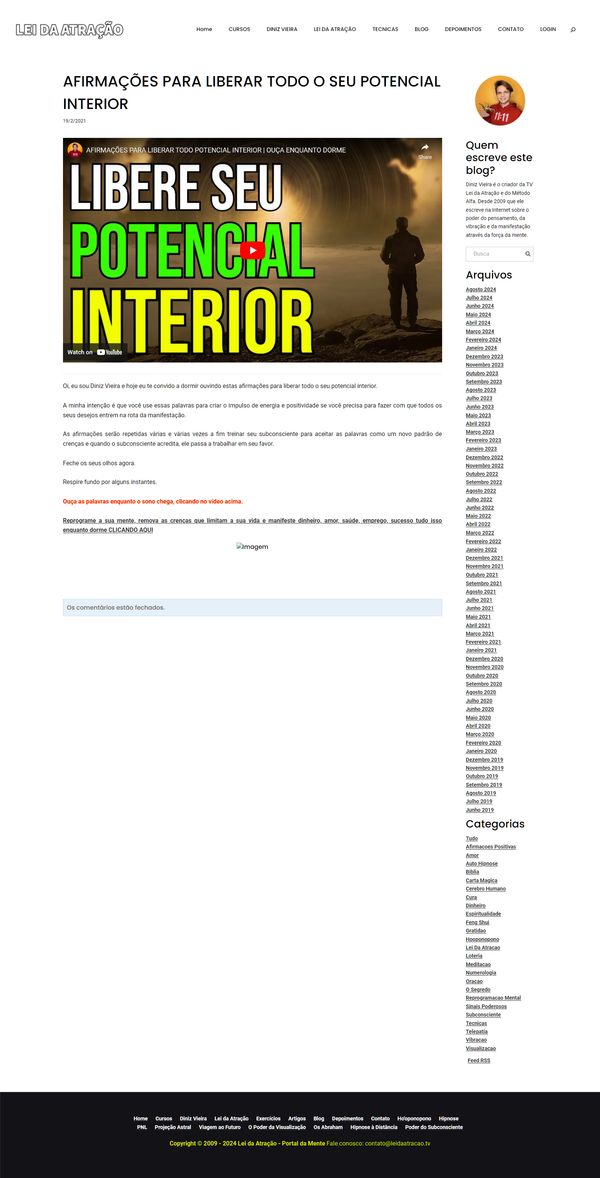 LEI DA ATRAÇÃO
Home CURSOS DINIZ VIEIRA LEI DA ATRAÇÃO TECNICAS BLOG DEPOIMENTOS CONTATO LOGIN
AFIRMAÇÕES PARA LIBERAR TODO O SEU POTENCIAL
INTERIOR
19/2/2021
AFIRMAÇÕES PARA LIBERAR TODO POTENCIAL INTERIOR | OUÇA ENQUANTO DORME
Share
LIBERE SEU
POTENCIAL
INTERIOR
Watch on YouTube
Oi, eu sou Diniz Vieira e hoje eu te convido a dormir ouvindo estas afirmações para liberar todo o seu potencial interior.
A minha intenção é que você use essas palavras para criar o impulso de energia e positividade se você precisa para fazer com que todos os
seus desejos entrem na rota da manifestação.
As afirmações serão repetidas várias e várias vezes a fim treinar seu subconsciente para aceitar as palavras como um novo padrão de
crenças e quando o subconsciente acredita, ele passa a trabalhar em seu favor.
Feche os seus olhos agora.
Respire fundo por alguns instantes.
Ouça as palavras enquanto o sono chega, clicando no vídeo acima.
Reprograme a sua mente, remova as crenças que limitam a sua vida e manifeste dinheiro, amor, saúde, emprego, sucesso tudo isso
enquanto dorme CLICANDO AQUI
Imagem
Os comentários estão fechados.
11:11
Quem
escreve este
blog?
Diniz Vieira é o criador da TV
Lei da Atração e do Método
Alfa. Desde 2009 que ele
escreve na Internet sobre o
poder do pensamento, da
vibração e da manifestação
através da força da mente.
Busca
Arquivos
Agosto 2024
Julho 2024
Junho 2024
Maio 2024
Abril 2024
Março 2024
Fevereiro 2024
Janeiro 2024
Dezembro 2023
Novembro 2023
Outubro 2023
Setembro 2023
Agosto 2023
Julho 2023
Junho 2023
Maio 2023
Abril 2023
Março 2023
Fevereiro 2023
Janeiro 2023
Dezembro 2022
Novembro 2022
Outubro 2022
Setembro 2022
Agosto 2022
Julho 2022
Junho 2022
Maio 2022
Abril 2022
Março 2022
Fevereiro 2022
Janeiro 2022
Dezembro 2021
Outubro 2021
Setembro 2021
Agosto 2021
Julho 2021
Junho 2021
Maio 2021
Abril 2021
Março 2021
Fevereiro 2021
Janeiro 2021
Dezembro 2020
Novembro 2020
Outubro 2020
Setembro 2020
Agosto 2020
Julho 2020
Junho 2020
Maio 2020
Abril 2020
Março 2020
Fevereiro 2020
Janeiro 2020
Dezembro 2019
Novembro 2019
Outubro 2019
Setembro 2019
Agosto 2019
Julho 2019
Junho 2019
Categorias
Tudo
Afirmacoes Positivas
Amor
Auto Hipnose
Biblia
Carta Magica
Cerebro Humano
Cura
Dinheiro
Espiritualidade
Feng Shui
Gratidao
Hooponopono
Lei Da Atracao
Loteria
Meditacao
Numerologia
Oracao
O Segredo
Reprogramacao Mental
Sinais Poderosos
Subconsciente
Tecnicas
Telepatia
Vibracao
Visualizacao
Feed RSS
Home Cursos Diniz Vieira Lei da Atração Exercícios Artigos Blog Depoimentos Contato Ho'oponopono Hipnose
PNL Projeção Astral Viagem ao Futuro O Poder da Visualização Os Abraham Hipnose à Distância Poder do Subconsciente
Copyright © 2009 - 2024 Lei da Atração - Portal da Mente Fale conosco: contato@leidaatracao.tv